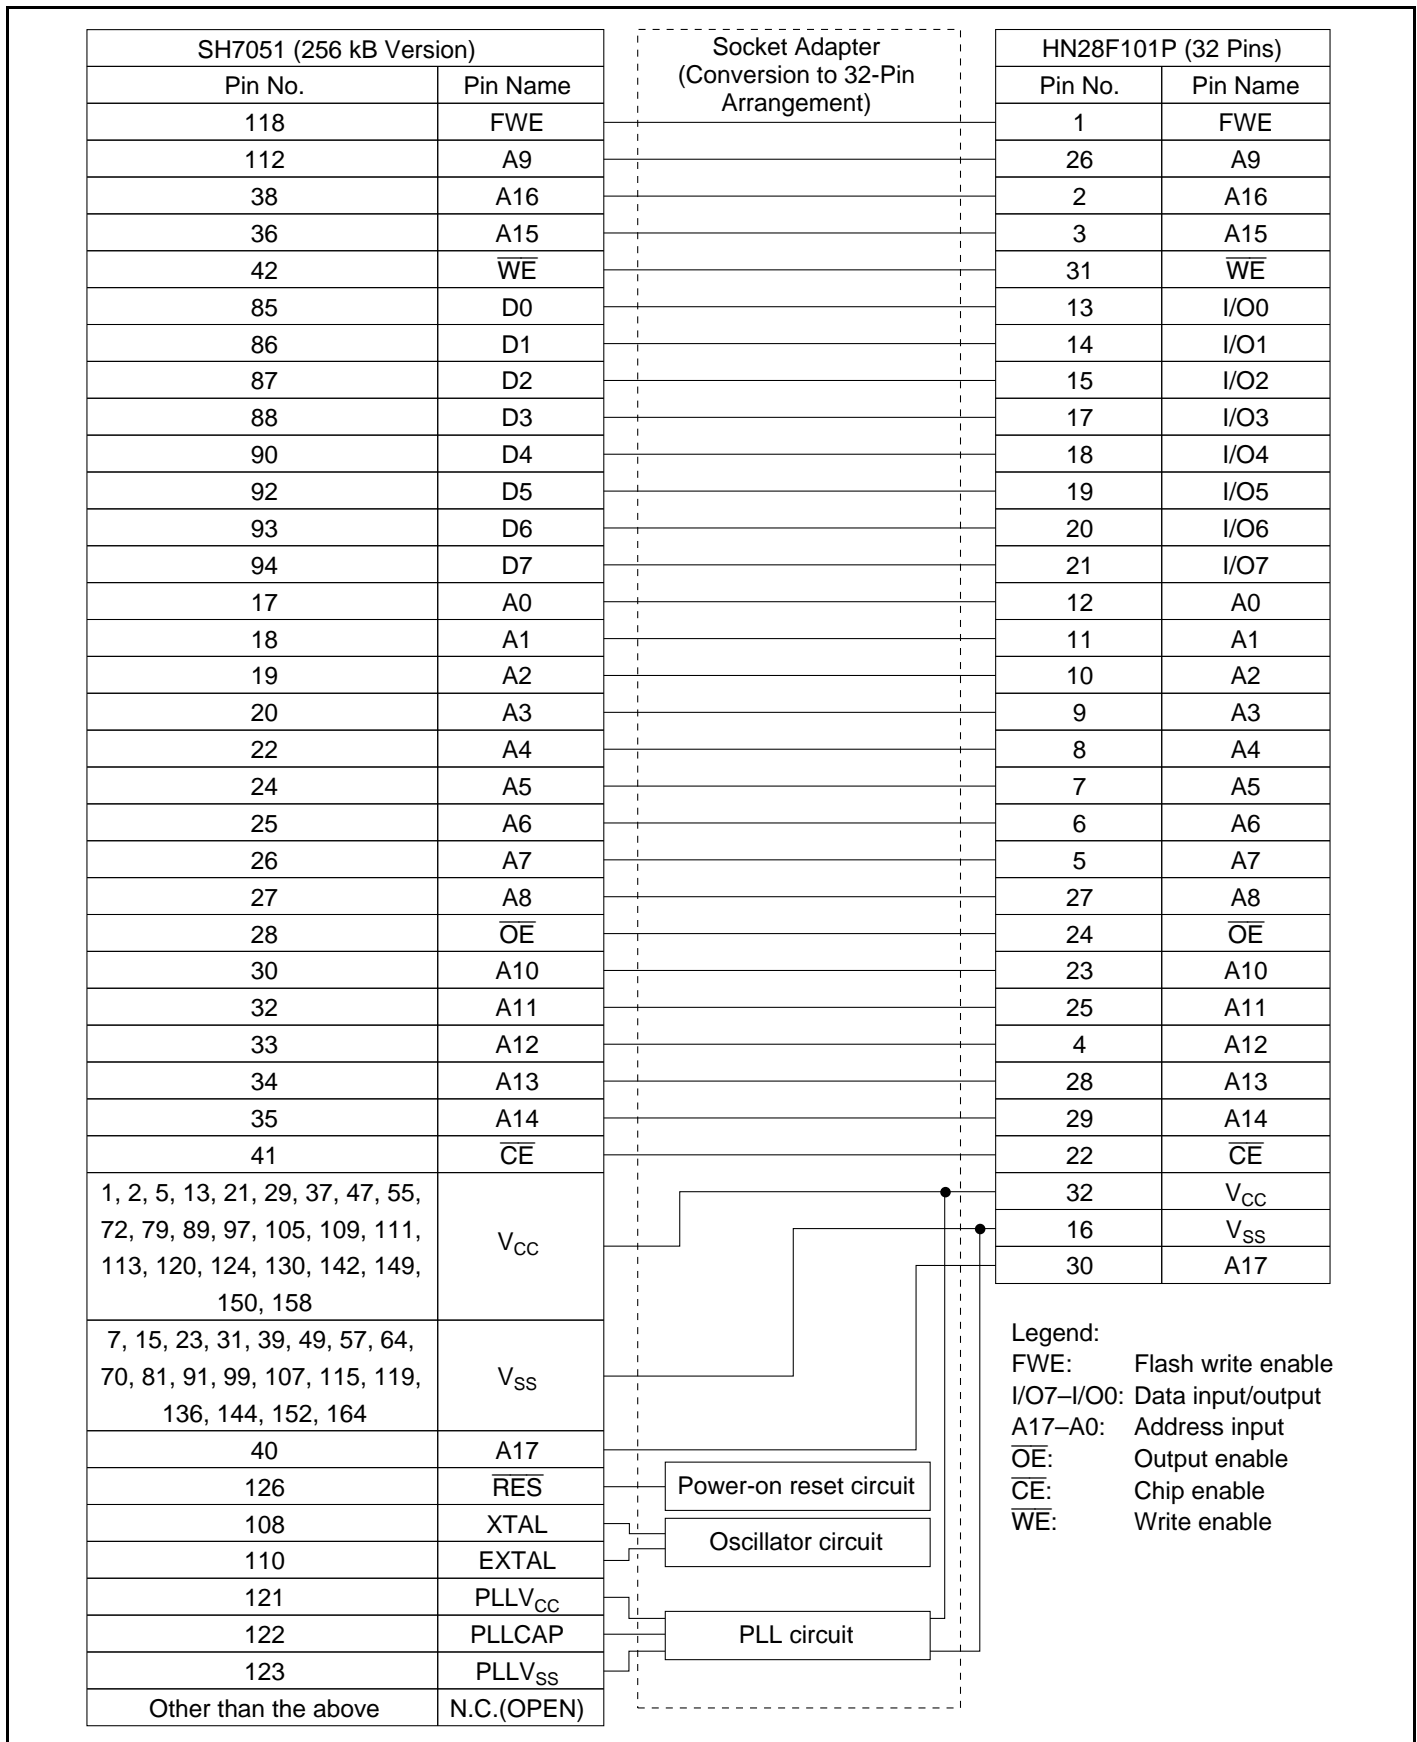 SH7051 (256 kB Version)
Socket Adapter
(Conversion to 32-Pin
Arrangement)
HN28F101P (32 Pins)
Pin No. Pin Name Pin No. Pin Name
118 FWE 1 FWE
112 A9 26 A9
38 A16 2 A16
36 A15 3 A15
42 W̅E̅ 31 W̅E̅
85 D0 13 I/O0
86 D1 14 I/O1
87 D2 15 I/O2
88 D3 17 I/O3
90 D4 18 I/O4
92 D5 19 I/O5
93 D6 20 I/O6
94 D7 21 I/O7
17 A0 12 A0
18 A1 11 A1
19 A2 10 A2
20 A3 9 A3
22 A4 8 A4
24 A5 7 A5
25 A6 6 A6
26 A7 5 A7
27 A8 27 A8
28 O̅E̅ 24 O̅E̅
30 A10 23 A10
32 A11 25 A11
33 A12 4 A12
34 A13 28 A13
35 A14 29 A14
41 C̅E̅ 22 C̅E̅
1, 2, 5, 13, 21, 29, 37, 47, 55,
72, 79, 89, 97, 105, 109, 111,
113, 120, 124, 130, 142, 149,
150, 158
VCC
32 VCC
16 VSS
30 A17
7, 15, 23, 31, 39, 49, 57, 64,
70, 81, 91, 99, 107, 115, 119,
136, 144, 152, 164
VSS
40 A17
126 R̅E̅S̅ Power-on reset circuit
108 XTAL
Oscillator circuit
110 EXTAL
121 PLLVCC
122 PLLCAP PLL circuit
123 PLLVSS
Other than the above N.C.(OPEN)
Legend:
FWE: Flash write enable
I/O7–I/O0: Data input/output
A17–A0: Address input
O̅E̅: Output enable
C̅E̅: Chip enable
W̅E̅: Write enable